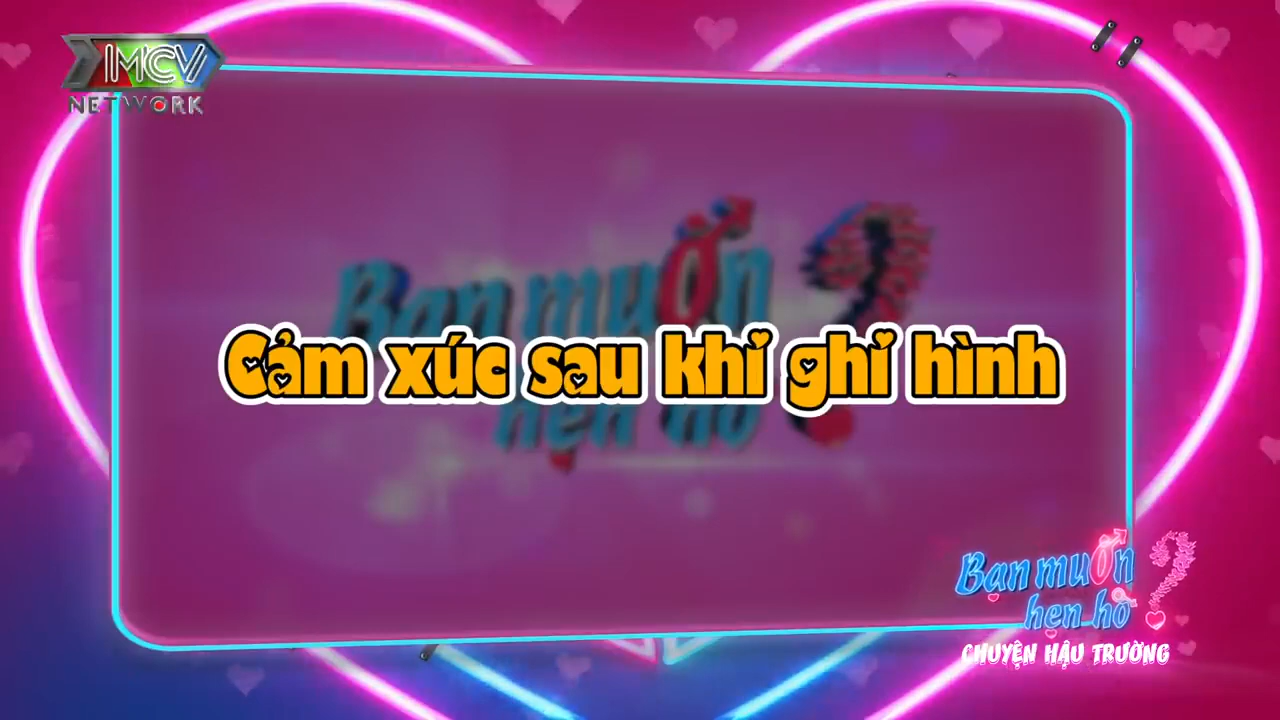 MCV
NETWORK
Bạn muốn
hẹn hò?
Cảm xúc sau khi ghi hình
Bạn muốn
hẹn hò?
CHUYỆN HẬU TRƯỜNG